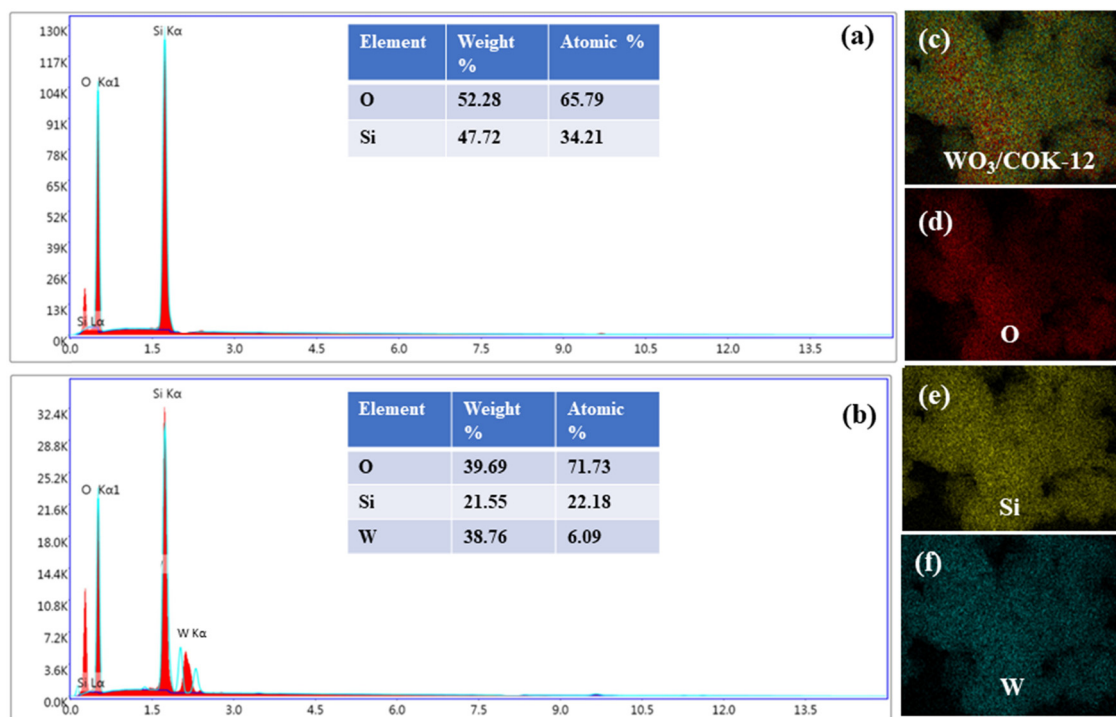 (a)
130K
117K
104K
91K
78K
65K
52K
39K
26K
13K
0K
O Kα1
Si Kα
Si Lα
0.0 1.5 3.0 4.5 6.0 7.5 9.0 10.5 12.0 13.5
Element Weight % Atomic %
O 52.28 65.79
Si 47.72 34.21
(b)
32.4K
28.8K
25.2K
21.6K
18.0K
14.4K
10.8K
7.2K
3.6K
0.0K
O Kα1
Si Kα
W Kα
Si Lα
0.0 1.5 3.0 4.5 6.0 7.5 9.0 10.5 12.0 13.5
Element Weight % Atomic %
O 39.69 71.73
Si 21.55 22.18
W 38.76 6.09
(c)
WO₃/COK-12
(d)
O
(e)
Si
(f)
W